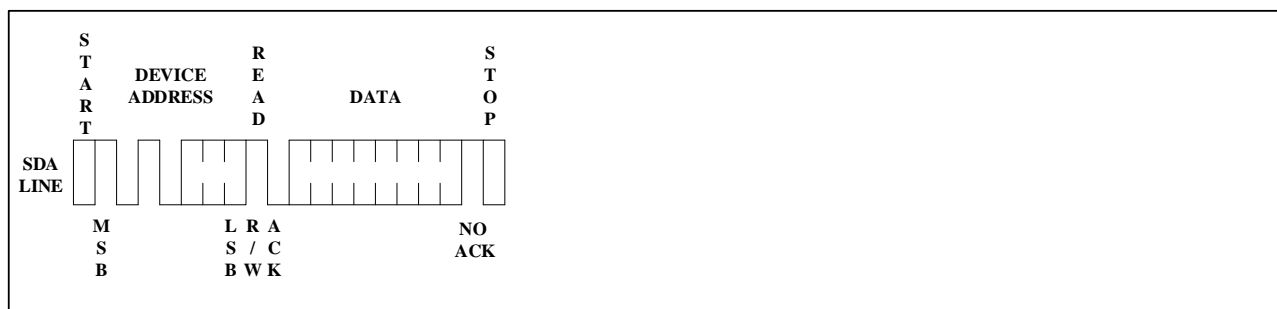 START
DEVICE
ADDRESS
READ
DATA
STOP
SDA
LINE
MSB
LSB
R/W
ACK
NO
ACK